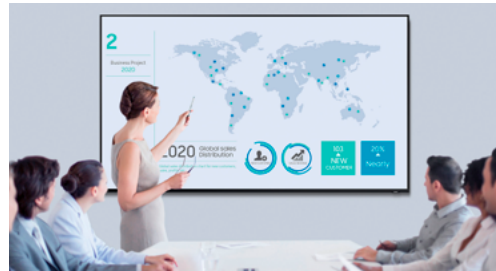 2
Business Project
2020
2020 Global sales
Distribution
103
NEW
CUSTOMER
20%
Nearly